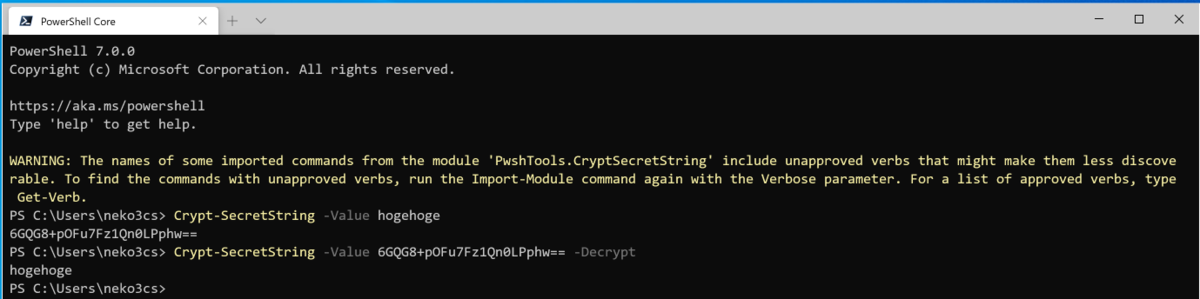 PowerShell Core
PowerShell 7.0.0
Copyright (c) Microsoft Corporation. All rights reserved.
https://aka.ms/powershell
Type 'help' to get help.
WARNING: The names of some imported commands from the module 'PwshTools.CryptSecretString' include unapproved verbs that might make them less discove
rable. To find the commands with unapproved verbs, run the Import-Module command again with the Verbose parameter. For a list of approved verbs, type
 Get-Verb.
PS C:\Users\neko3cs> Crypt-SecretString -Value hogehoge
6GQG8+pOFu7Fz1Qn0LPphw==
PS C:\Users\neko3cs> Crypt-SecretString -Value 6GQG8+pOFu7Fz1Qn0LPphw== -Decrypt
hogehoge
PS C:\Users\neko3cs>